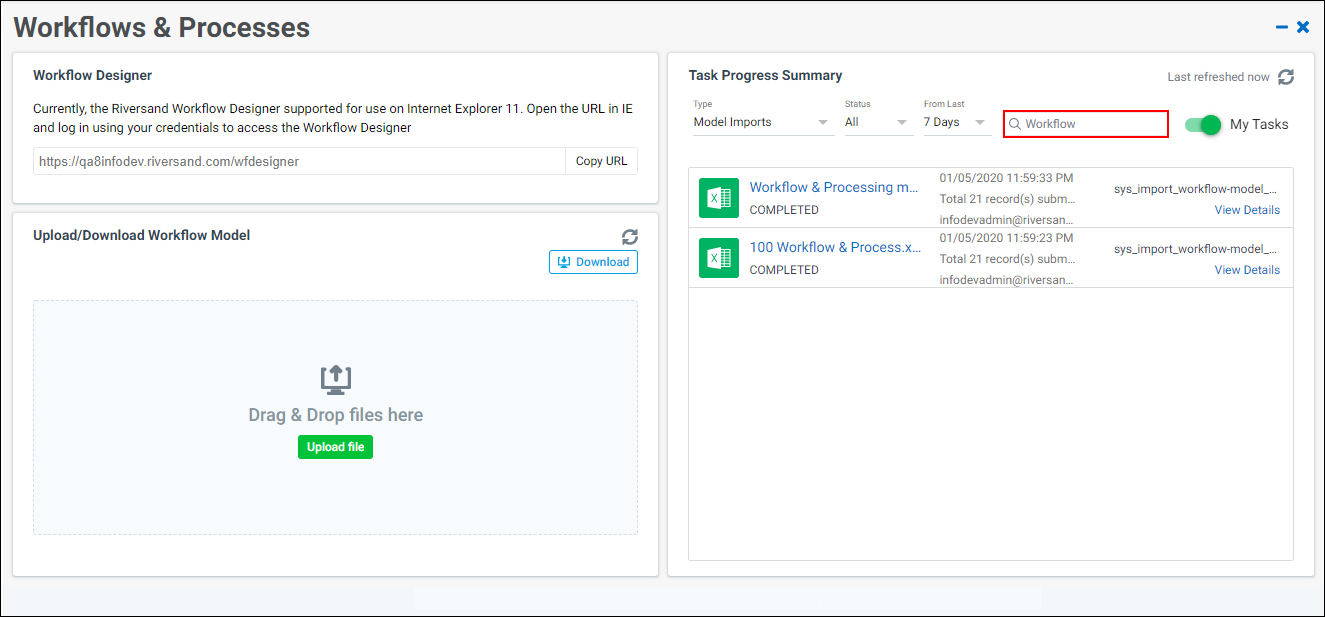 Workflows & Processes
Workflow Designer
Currently, the Riversand Workflow Designer supported for use on Internet Explorer 11. Open the URL in IE
and log in using your credentials to access the Workflow Designer
https://qa8infodev.riversand.com/wfdesigner
Copy URL
Upload/Download Workflow Model
Download
Drag & Drop files here
Upload file
Task Progress Summary
Last refreshed now
Type
Status
From Last
Model Imports
All
7 Days
Workflow
My Tasks
Workflow & Processing m...
COMPLETED
01/05/2020 11:59:33 PM
Total 21 record(s) subm...
infodevadmin@riversan...
sys_import_workflow-model_...
View Details
100 Workflow & Process.x...
COMPLETED
01/05/2020 11:59:23 PM
Total 21 record(s) subm...
infodevadmin@riversan...
sys_import_workflow-model_...
View Details